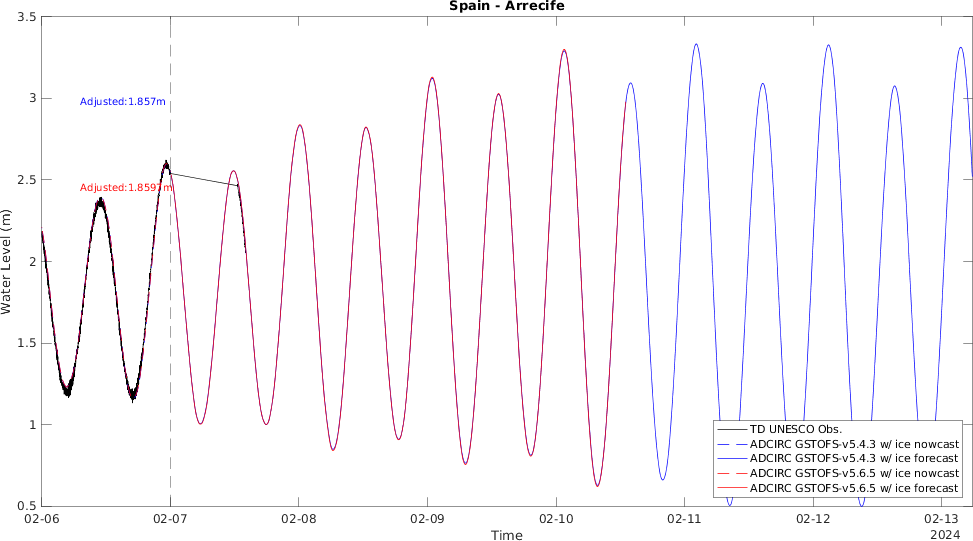 Spain - Arrecife
3.5
3
2.5
2
1.5
1
0.5
Water Level (m)
Adjusted:1.857m
Adjusted:1.8597m
TD UNESCO Obs.
ADCIRC GSTOFS-v5.4.3 w/ ice nowcast
ADCIRC GSTOFS-v5.4.3 w/ ice forecast
ADCIRC GSTOFS-v5.6.5 w/ ice nowcast
ADCIRC GSTOFS-v5.6.5 w/ ice forecast
02-06 02-07 02-08 02-09 02-10 02-11 02-12 02-13
Time
2024